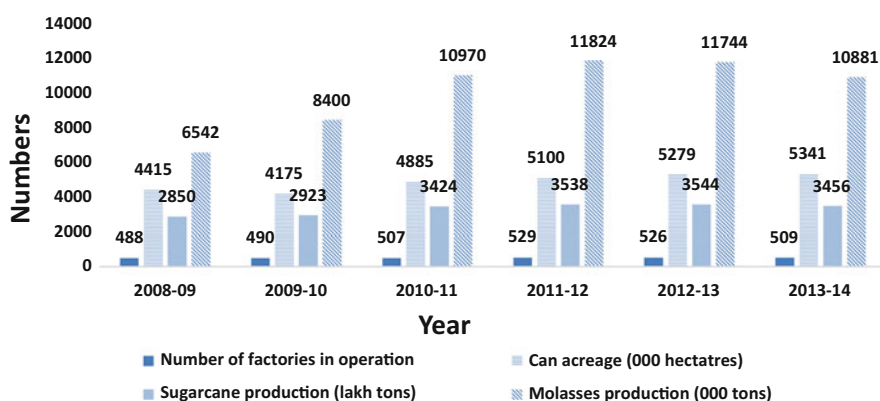 14000
12000
10000
8000
6000
4000
2000
0
Numbers
488 4415 2850 6542
490 4175 2923 8400
507 4885 3424 10970
529 5100 3538 11824
526 5279 3544 11744
509 5341 3456 10881
2008-09 2009-10 2010-11 2011-12 2012-13 2013-14
Year
Number of factories in operation
Can acreage (000 hectatres)
Sugarcane production (lakh tons)
Molasses production (000 tons)